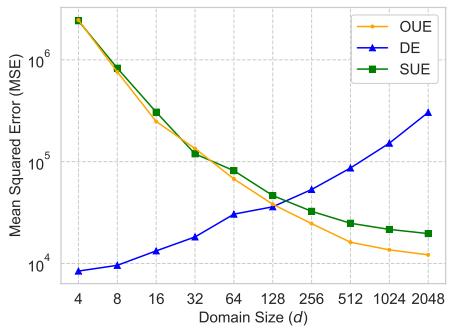 OUE
DE
SUE
Mean Squared Error (MSE)
10^6
10^5
10^4
4 8 16 32 64 128 256 512 1024 2048
Domain Size (d)